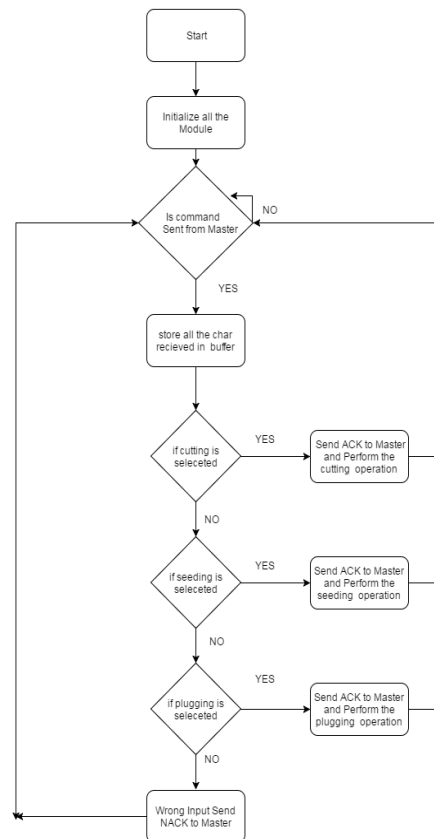 Start
Initialize all the
Module
Is command
Sent from Master
NO
YES
store all the char
recieved in buffer
if cutting is
seleceted
YES
Send ACK to Master
and Perform the
cutting operation
NO
if seeding is
seleceted
YES
Send ACK to Master
and Perform the
seeding operation
NO
if plugging is
seleceted
YES
Send ACK to Master
and Perform the
plugging operation
NO
Wrong Input Send
NACK to Master